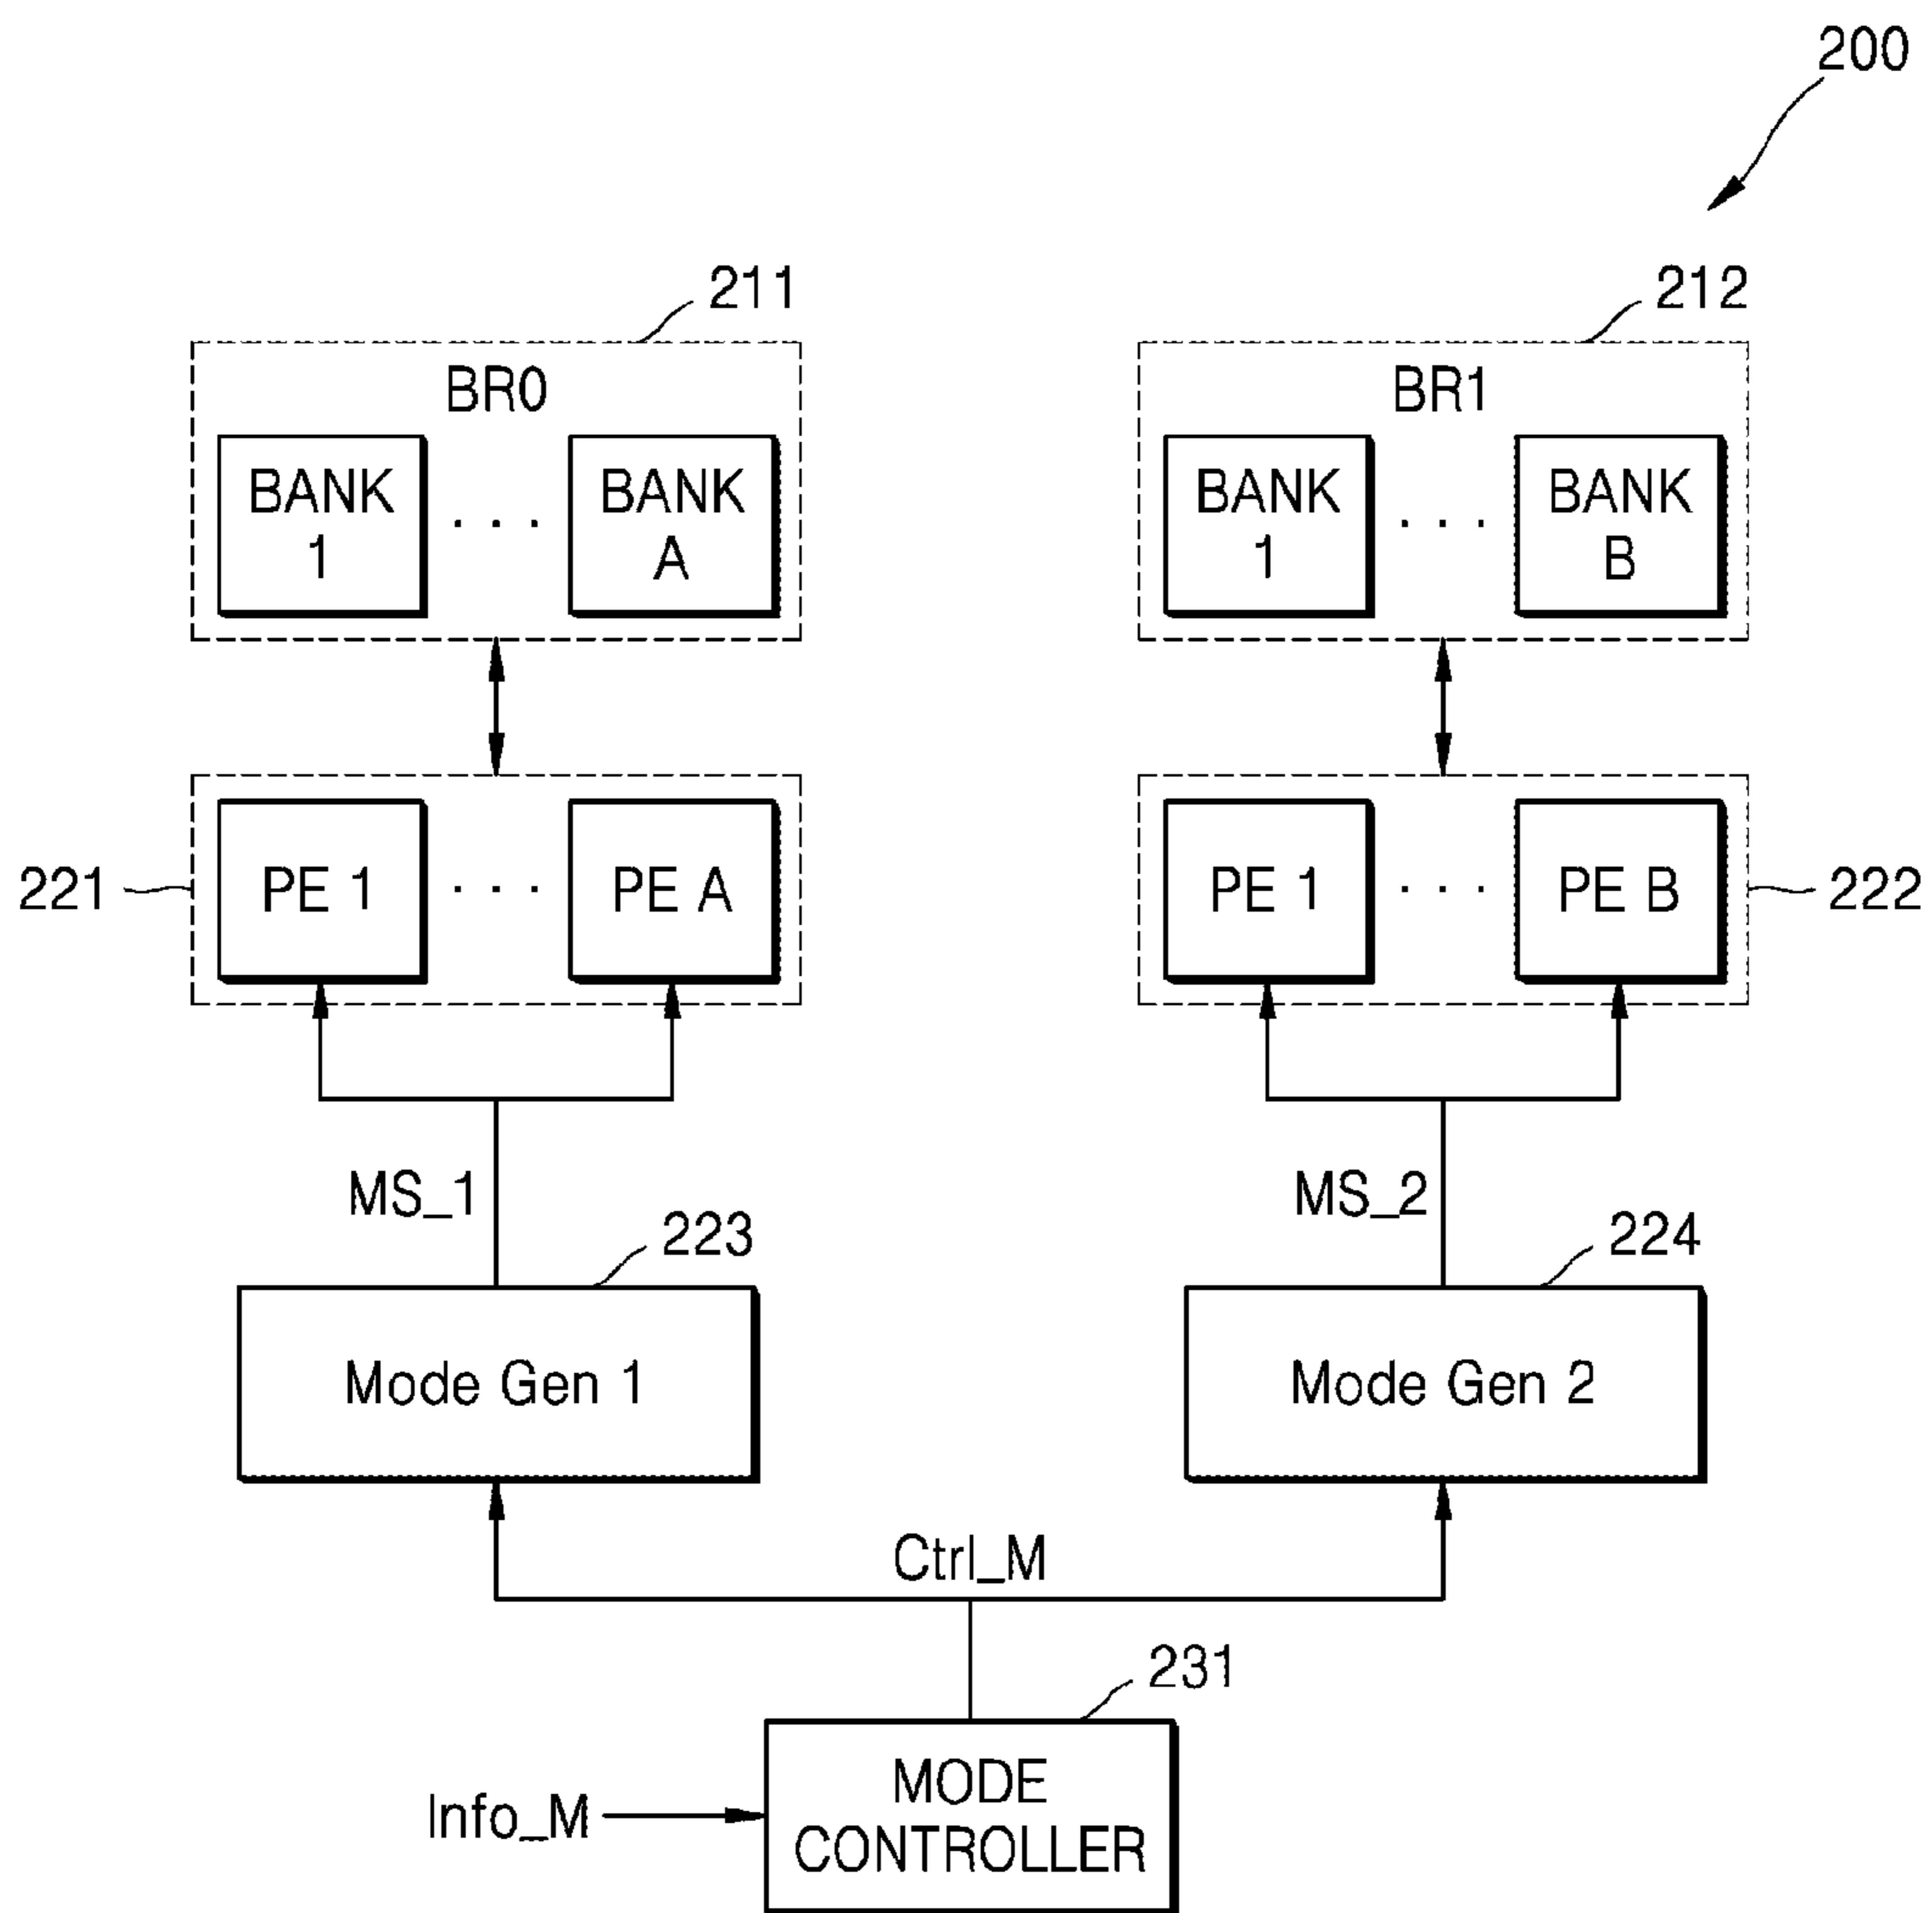 200
211
212
BR0
BR1
BANK
1
. . .
BANK
A
BANK
1
. . .
BANK
B
221
PE 1
. . .
PE A
PE 1
. . .
PE B
222
MS_1
MS_2
223
224
Mode Gen 1
Mode Gen 2
Ctrl_M
231
Info_M
MODE
CONTROLLER